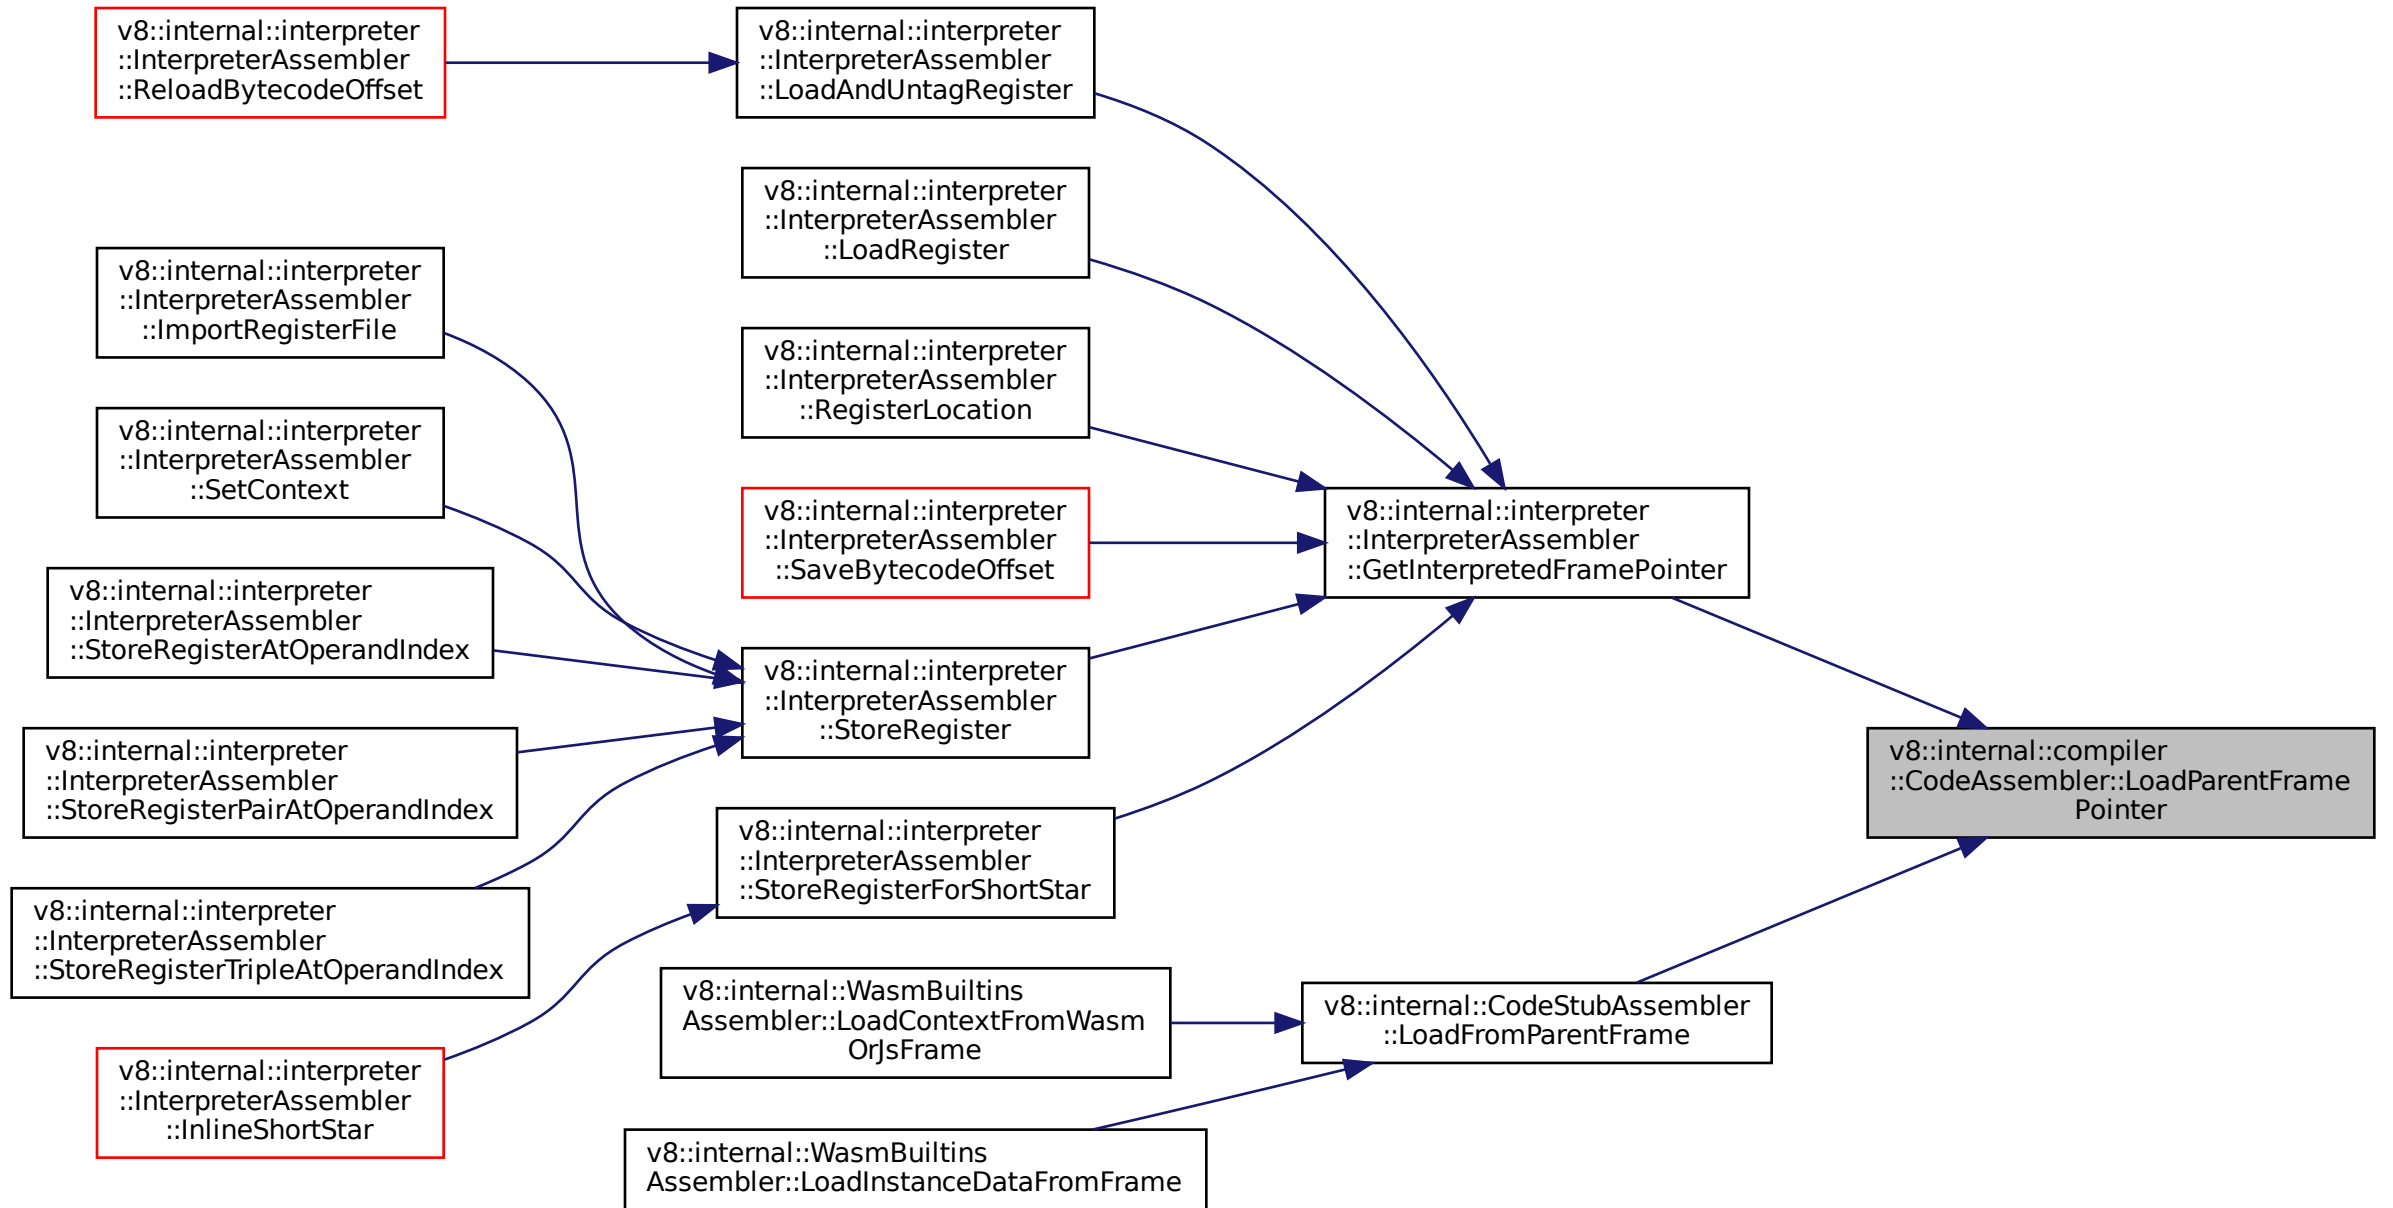 v8::internal::interpreter
::InterpreterAssembler
::ReloadBytecodeOffset
v8::internal::interpreter
::InterpreterAssembler
::LoadAndUntagRegister
v8::internal::interpreter
::InterpreterAssembler
::LoadRegister
v8::internal::interpreter
::InterpreterAssembler
::ImportRegisterFile
v8::internal::interpreter
::InterpreterAssembler
::RegisterLocation
v8::internal::interpreter
::InterpreterAssembler
::SetContext
v8::internal::interpreter
::InterpreterAssembler
::SaveBytecodeOffset
v8::internal::interpreter
::InterpreterAssembler
::GetInterpretedFramePointer
v8::internal::interpreter
::InterpreterAssembler
::StoreRegisterAtOperandIndex
v8::internal::interpreter
::InterpreterAssembler
::StoreRegister
v8::internal::interpreter
::InterpreterAssembler
::StoreRegisterPairAtOperandIndex
v8::internal::compiler
::CodeAssembler::LoadParentFrame
Pointer
v8::internal::interpreter
::InterpreterAssembler
::StoreRegisterForShortStar
v8::internal::interpreter
::InterpreterAssembler
::StoreRegisterTripleAtOperandIndex
v8::internal::WasmBuiltins
Assembler::LoadContextFromWasm
OrJsFrame
v8::internal::CodeStubAssembler
::LoadFromParentFrame
v8::internal::interpreter
::InterpreterAssembler
::InlineShortStar
v8::internal::WasmBuiltins
Assembler::LoadInstanceDataFromFrame